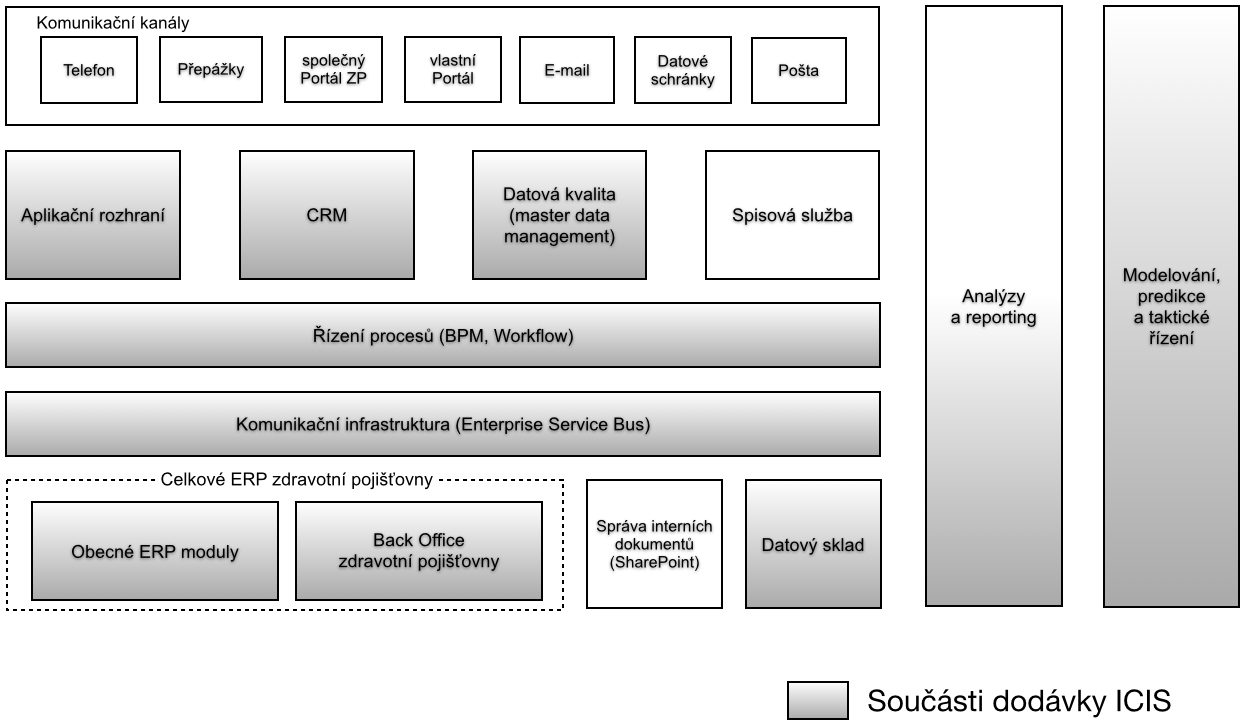 Komunikační kanály
Telefon
Přepážky
společný
Portál ZP
vlastní
Portál
E-mail
Datové
schránky
Pošta
Aplikační rozhraní
CRM
Datová kvalita
(master data
management)
Spisová služba
Řízení procesů (BPM, Workflow)
Komunikační infrastruktura (Enterprise Service Bus)
Celkové ERP zdravotní pojišťovny
Obecné ERP moduly
Back Office
zdravotní pojišťovny
Správa interních
dokumentů
(SharePoint)
Datový sklad
Analýzy
a reporting
Modelování,
predikce
a taktické
řízení
Součásti dodávky ICIS